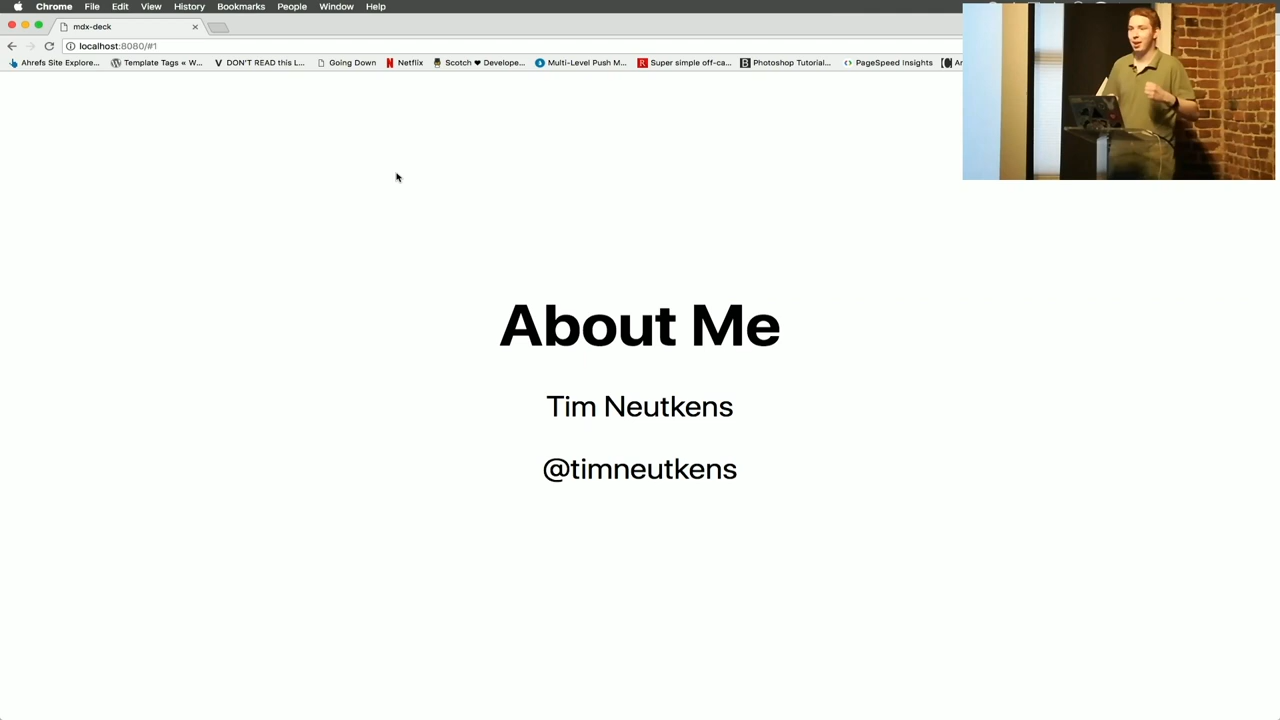 Chrome File Edit View History Bookmarks People Window Help
mdx-deck
localhost:8080/#1
Ahrefs Site Explore... Template Tags « W... DON'T READ this L... Going Down Netflix Scotch ❤ Develope... Multi-Level Push M... Super simple off-ca... Photoshop Tutorial... PageSpeed Insights
About Me
Tim Neutkens
@timneutkens